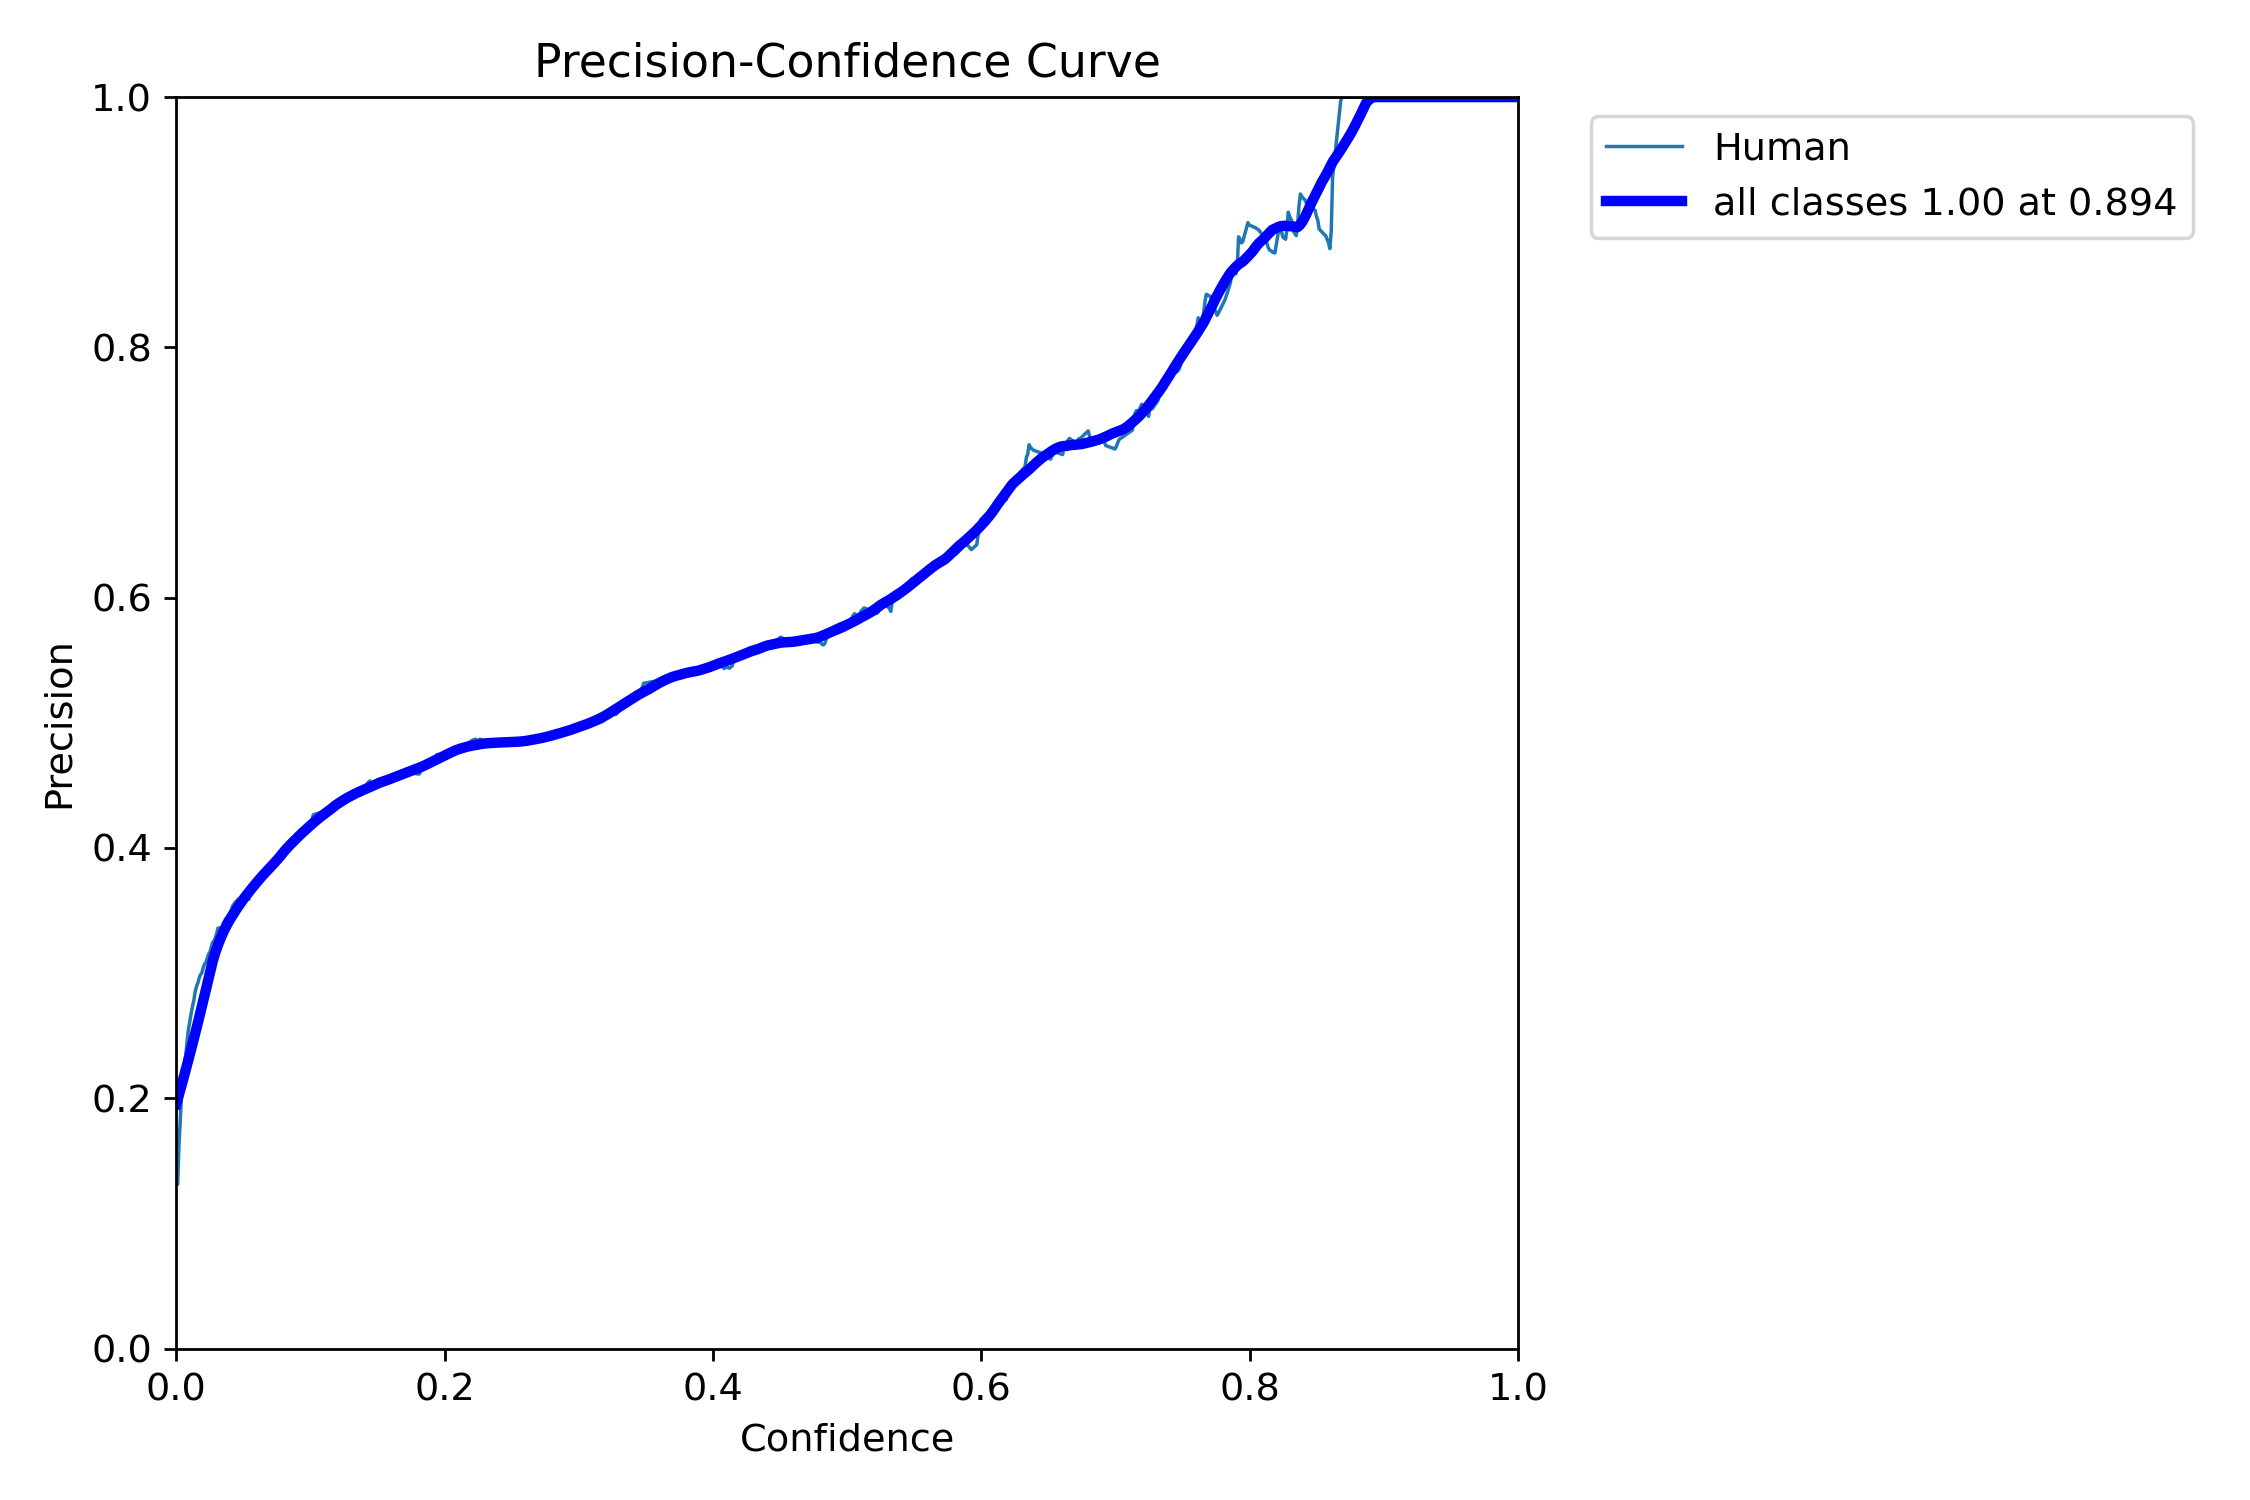 Precision-Confidence Curve
Human
all classes 1.00 at 0.894
1.0
0.8
0.6
0.4
0.2
0.0
Precision
0.0 0.2 0.4 0.6 0.8 1.0
Confidence